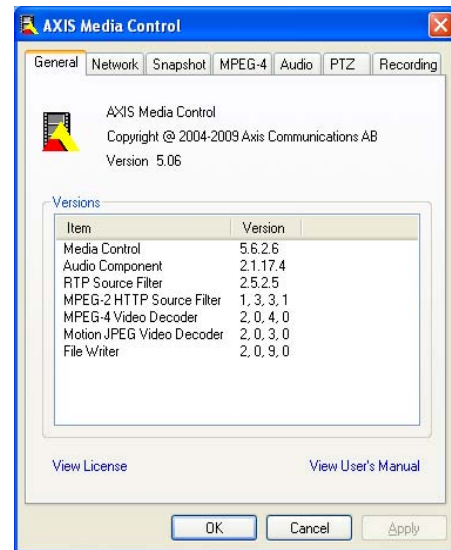 AXIS Media Control
General Network Snapshot MPEG-4 Audio PTZ Recording
AXIS Media Control
Copyright @ 2004-2009 Axis Communications AB
Version 5.06
Versions
Item Version
Media Control 5.6.2.6
Audio Component 2.1.17.4
RTP Source Filter 2.5.2.5
MPEG-2 HTTP Source Filter 1, 3, 3, 1
MPEG-4 Video Decoder 2, 0, 4, 0
Motion JPEG Video Decoder 2, 0, 3, 0
File Writer 2, 0, 9, 0
View License View User's Manual
OK Cancel Apply